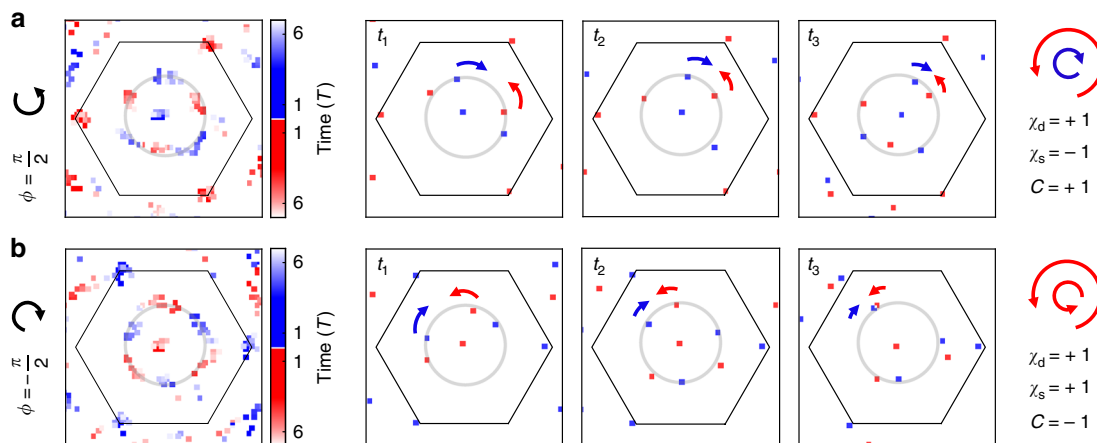 a
ϕ = π/2
6
1
1
6
Time (T)
t1
t2
t3
χd = + 1
χs = − 1
C = + 1
b
ϕ = − π/2
6
1
1
6
Time (T)
t1
t2
t3
χd = +1
χs = +1
C = − 1